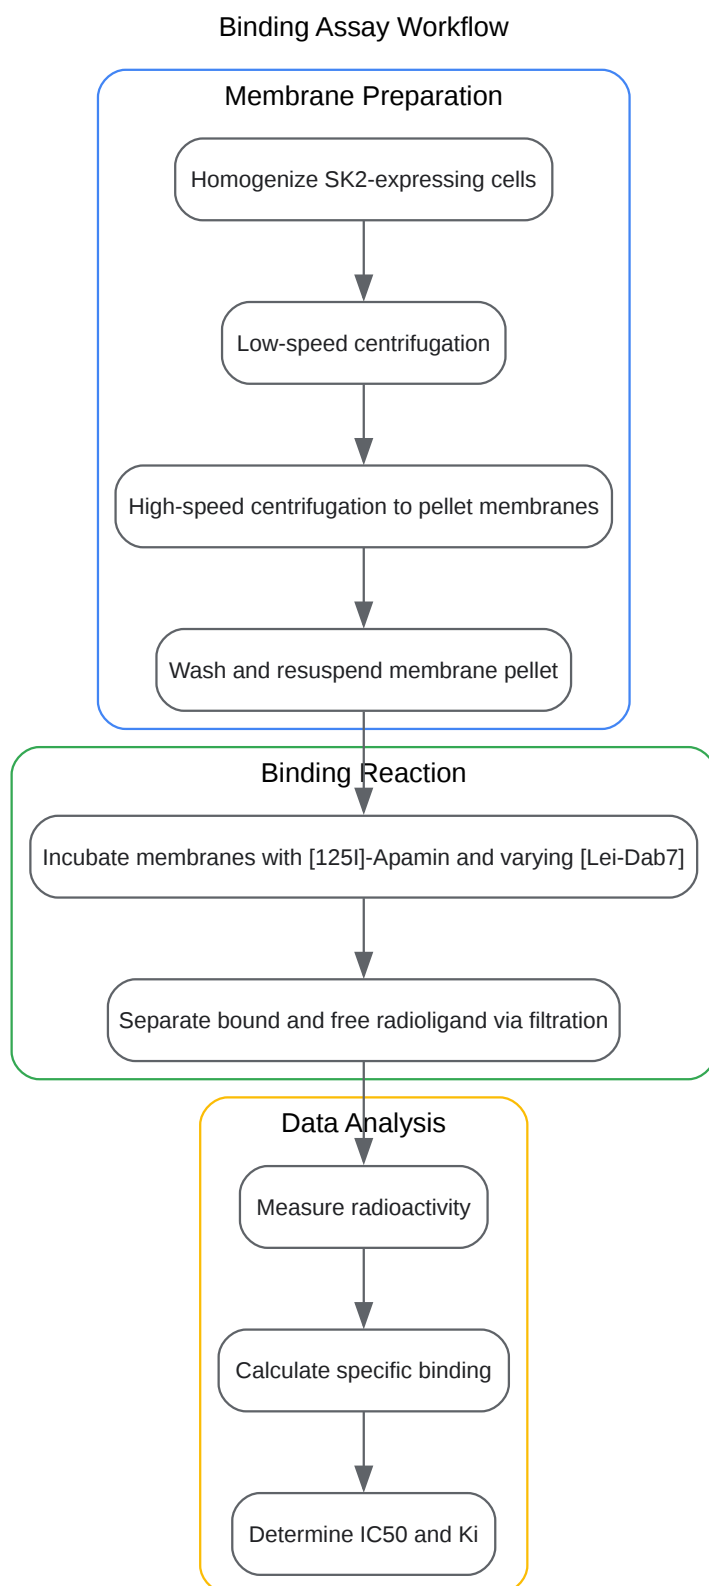 Binding Assay Workflow
Membrane Preparation
Homogenize SK2-expressing cells
Low-speed centrifugation
High-speed centrifugation to pellet membranes
Wash and resuspend membrane pellet
Binding Reaction
Incubate membranes with [125I]-Apamin and varying [Lei-Dab7]
Separate bound and free radioligand via filtration
Data Analysis
Measure radioactivity
Calculate specific binding
Determine IC50 and Ki